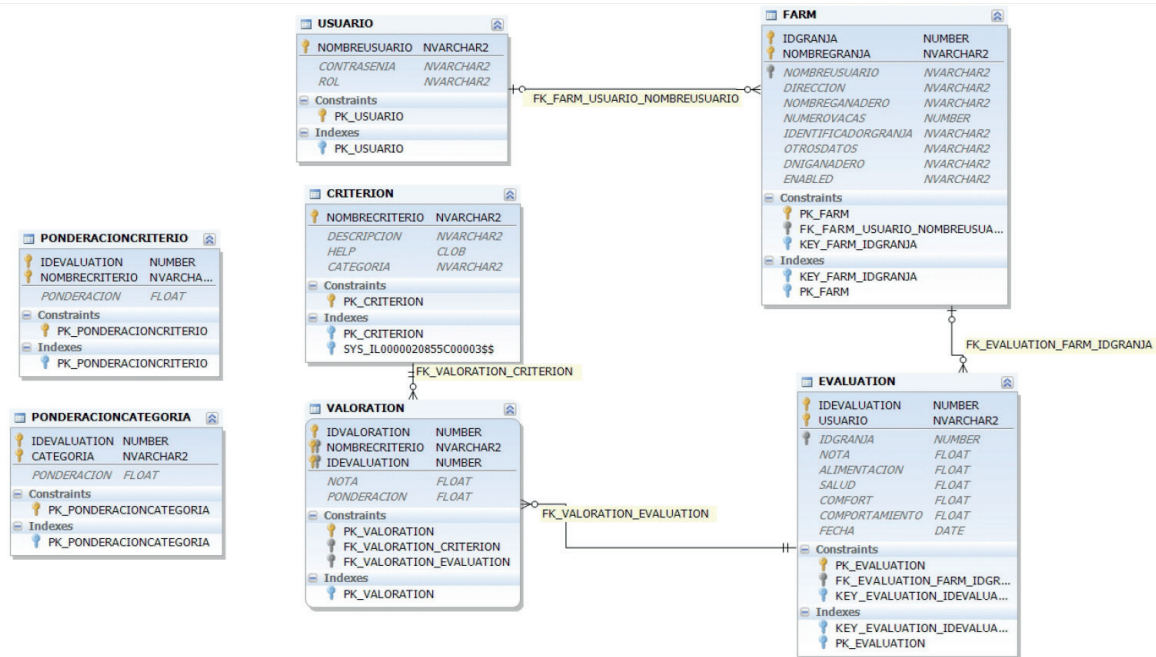 USUARIO
NOMBREUSUARIO NVARCHAR2
CONTRASENIA NVARCHAR2
ROL NVARCHAR2
Constraints
PK_USUARIO
Indexes
PK_USUARIO
FK_FARM_USUARIO_NOMBREUSUARIO
FARM
IDGRANJA NUMBER
NOMBREGRANJA NVARCHAR2
NOMBREUSUARIO NVARCHAR2
DIRECCION NVARCHAR2
NOMBREGANADERO NVARCHAR2
NUMEROVACAS NUMBER
IDENTIFICADORGRANJA NVARCHAR2
OTROSDATOS NVARCHAR2
DNIGANADERO NVARCHAR2
ENABLED NVARCHAR2
Constraints
PK_FARM
FK_FARM_USUARIO_NOMBREUSUA...
KEY_FARM_IDGRANJA
Indexes
KEY_FARM_IDGRANJA
PK_FARM
CRITERION
NOMBRECRITERIO NVARCHAR2
DESCRIPCION NVARCHAR2
HELP CLOB
CATEGORIA NVARCHAR2
Constraints
PK_CRITERION
Indexes
PK_CRITERION
SYS_IL0000020855C00003$$
PONDERACIONCRITERIO
IDEVALUATION NUMBER
NOMBRECRITERIO NVARCHA...
PONDERACION FLOAT
Constraints
PK_PONDERACIONCRITERIO
Indexes
PK_PONDERACIONCRITERIO
FK_EVALUATION_FARM_IDGRANJA
FK_VALORATION_CRITERION
PONDERACIONCATEGORIA
IDEVALUATION NUMBER
CATEGORIA NVARCHAR2
PONDERACION FLOAT
Constraints
PK_PONDERACIONCATEGORIA
Indexes
PK_PONDERACIONCATEGORIA
VALORATION
IDVALORATION NUMBER
NOMBRECRITERIO NVARCHAR2
IDEVALUATION NUMBER
NOTA FLOAT
PONDERACION FLOAT
Constraints
PK_VALORATION
FK_VALORATION_CRITERION
FK_VALORATION_EVALUATION
Indexes
PK_VALORATION
FK_VALORATION_EVALUATION
EVALUATION
IDEVALUATION NUMBER
USUARIO NVARCHAR2
IDGRANJA NUMBER
NOTA FLOAT
ALIMENTACION FLOAT
SALUD FLOAT
COMFORT FLOAT
COMPORTAMIENTO FLOAT
FECHA DATE
Constraints
PK_EVALUATION
FK_EVALUATION_FARM_IDGR...
KEY_EVALUATION_IDEVALUA...
Indexes
KEY_EVALUATION_IDEVALUA...
PK_EVALUATION